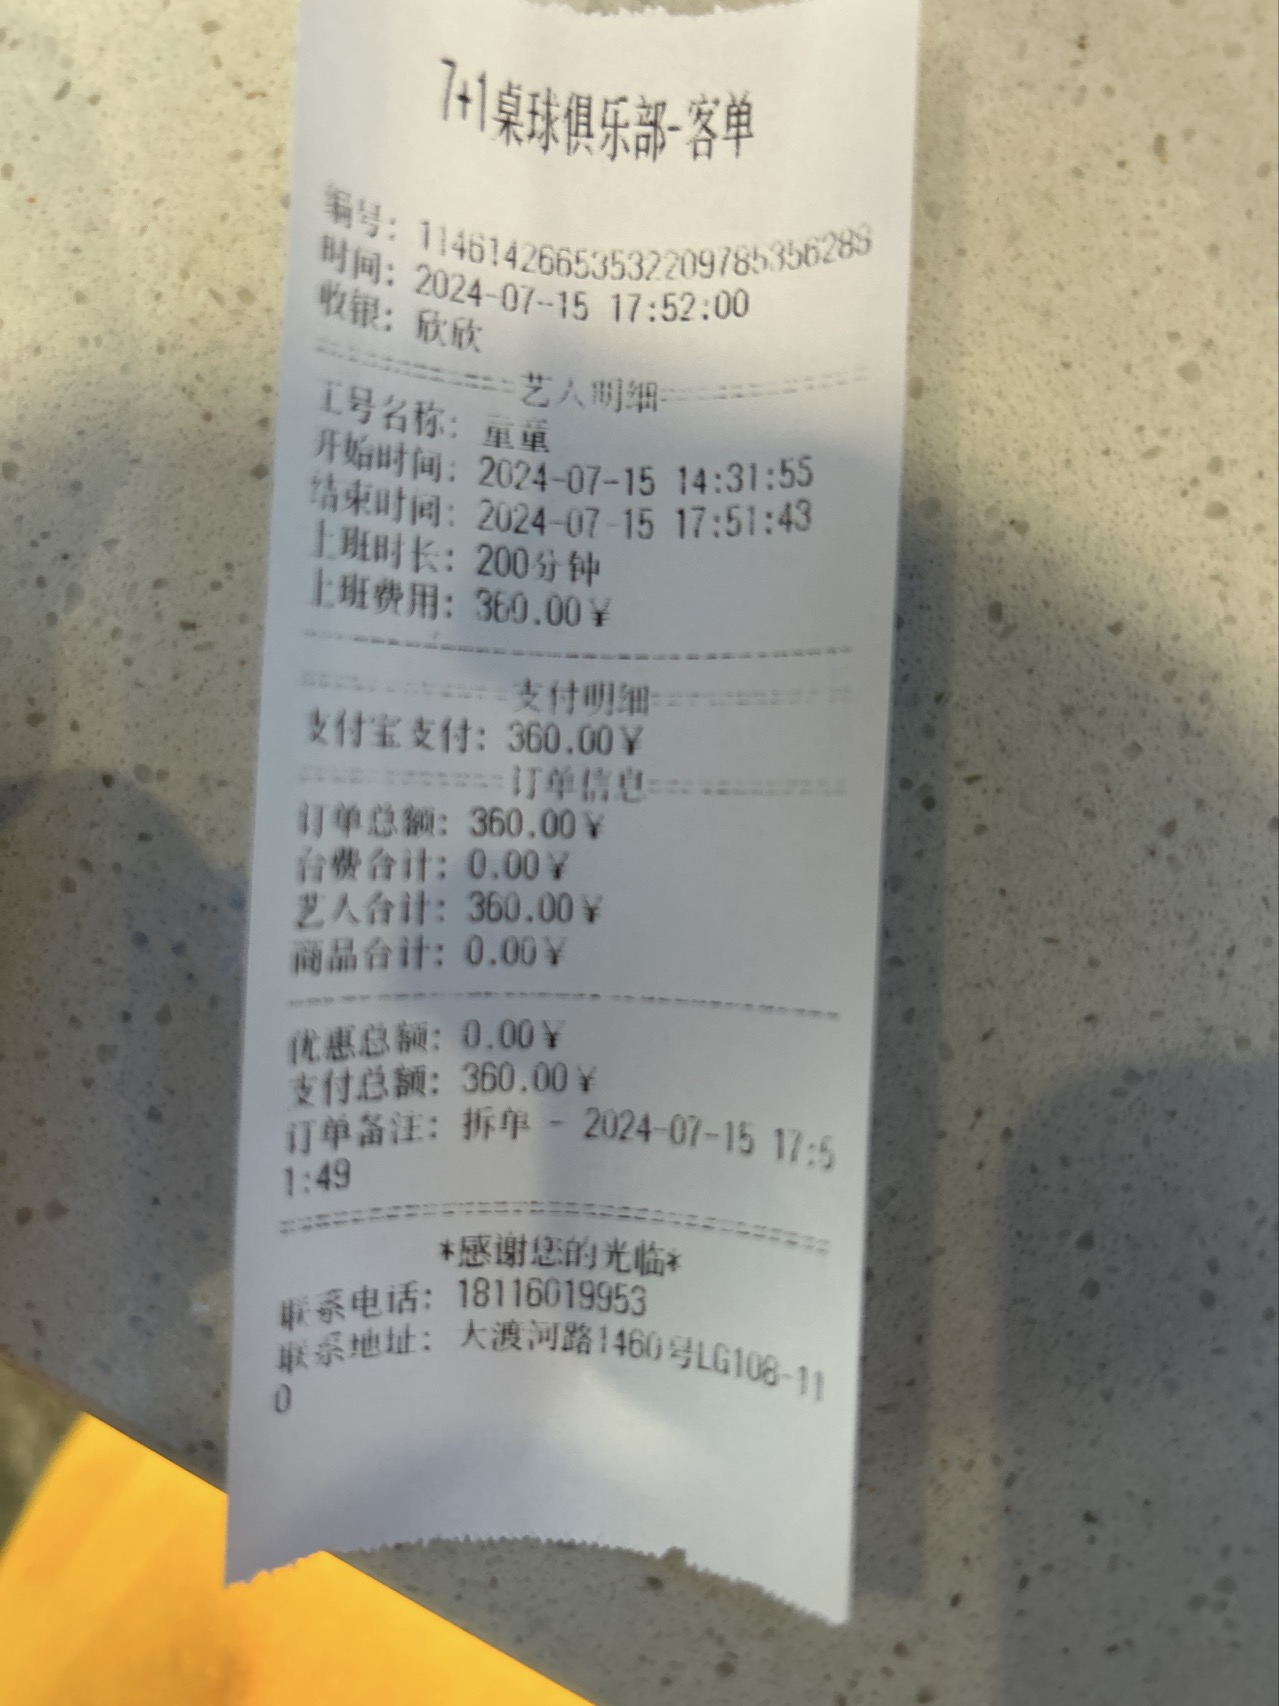 7+1桌球俱乐部-客单
编号: 1146142665353220978535628
时间: 2024-07-15 17:52:00
收银: 欣欣
艺人明细
工号名称: 童童
开始时间: 2024-07-15 14:31:55
结束时间: 2024-07-15 17:51:43
上班时长: 200分钟
上班费用: 360.00¥
支付明细
支付宝支付: 360.00¥
订单信息
订单总额: 360.00¥
台费合计: 0.00¥
艺人合计: 360.00¥
商品合计: 0.00¥
优惠总额: 0.00¥
支付总额: 360.00¥
订单备注: 拆单 - 2024-07-15 17:5
1:49
*感谢您的光临*
联系电话: 18116019953
联系地址: 大渡河路1460号LG108-11
0